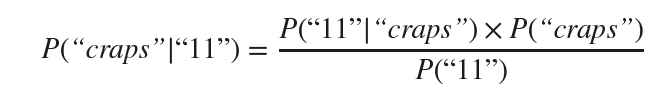 P(“craps”|“11”) = P(“11”|“craps”) × P(“craps”)
P(“11”)